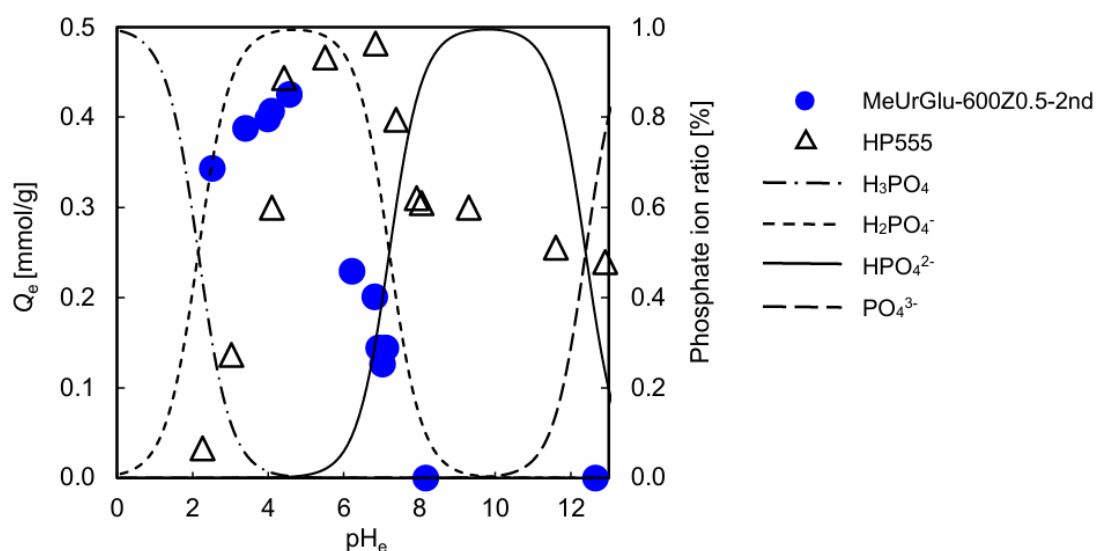 0.5
0.4
0.3
0.2
0.1
0.0
Qₑ [mmol/g]
0 2 4 6 8 10 12
pHₑ
1.0
0.8
0.6
0.4
0.2
0.0
Phosphate ion ratio [%]
MeUrGlu-600Z0.5-2nd
HP555
H₃PO₄
H₂PO₄⁻
HPO₄²⁻
PO₄³⁻